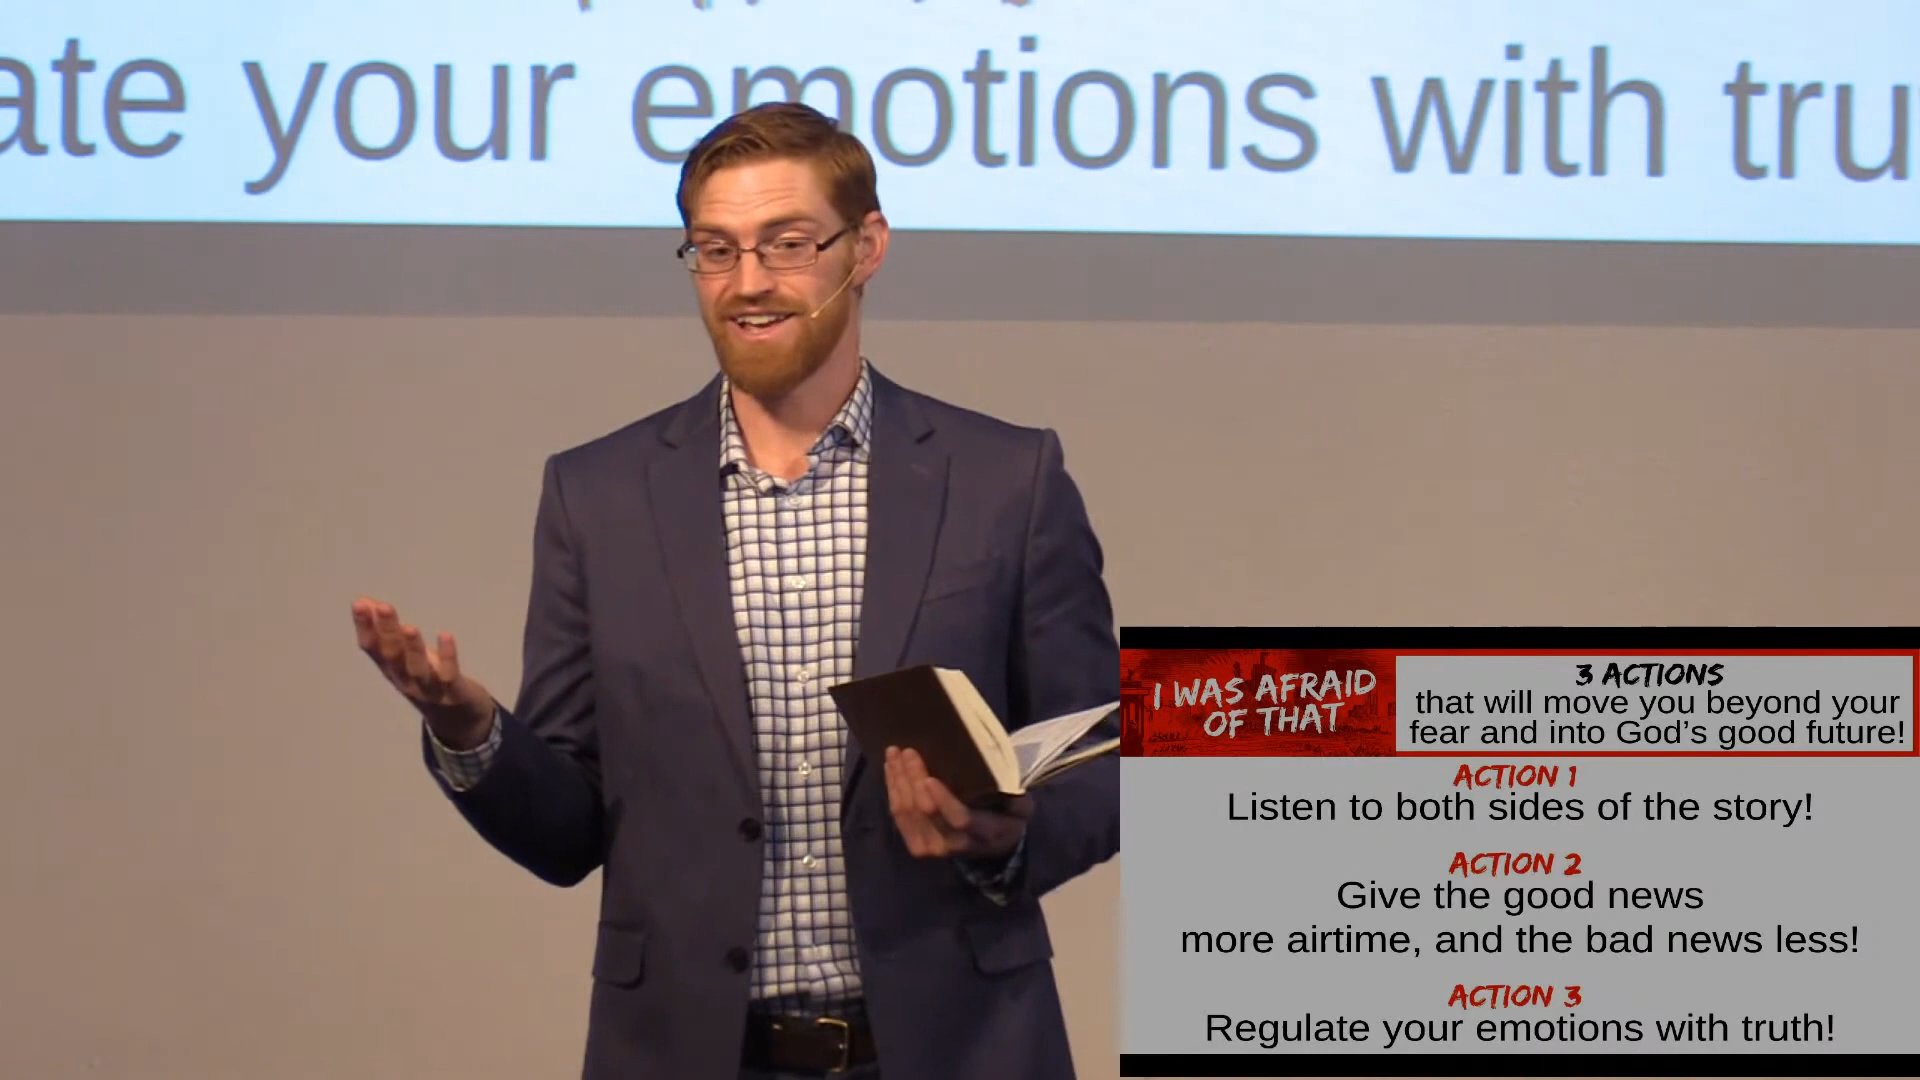 your emotions with
I WAS AFRAID
OF THAT
3 ACTIONS
that will move you beyond your
fear and into God's good future!
ACTION 1
Listen to both sides of the story!
ACTION 2
Give the good news
more airtime, and the bad news less!
ACTION 3
Regulate your emotions with truth!